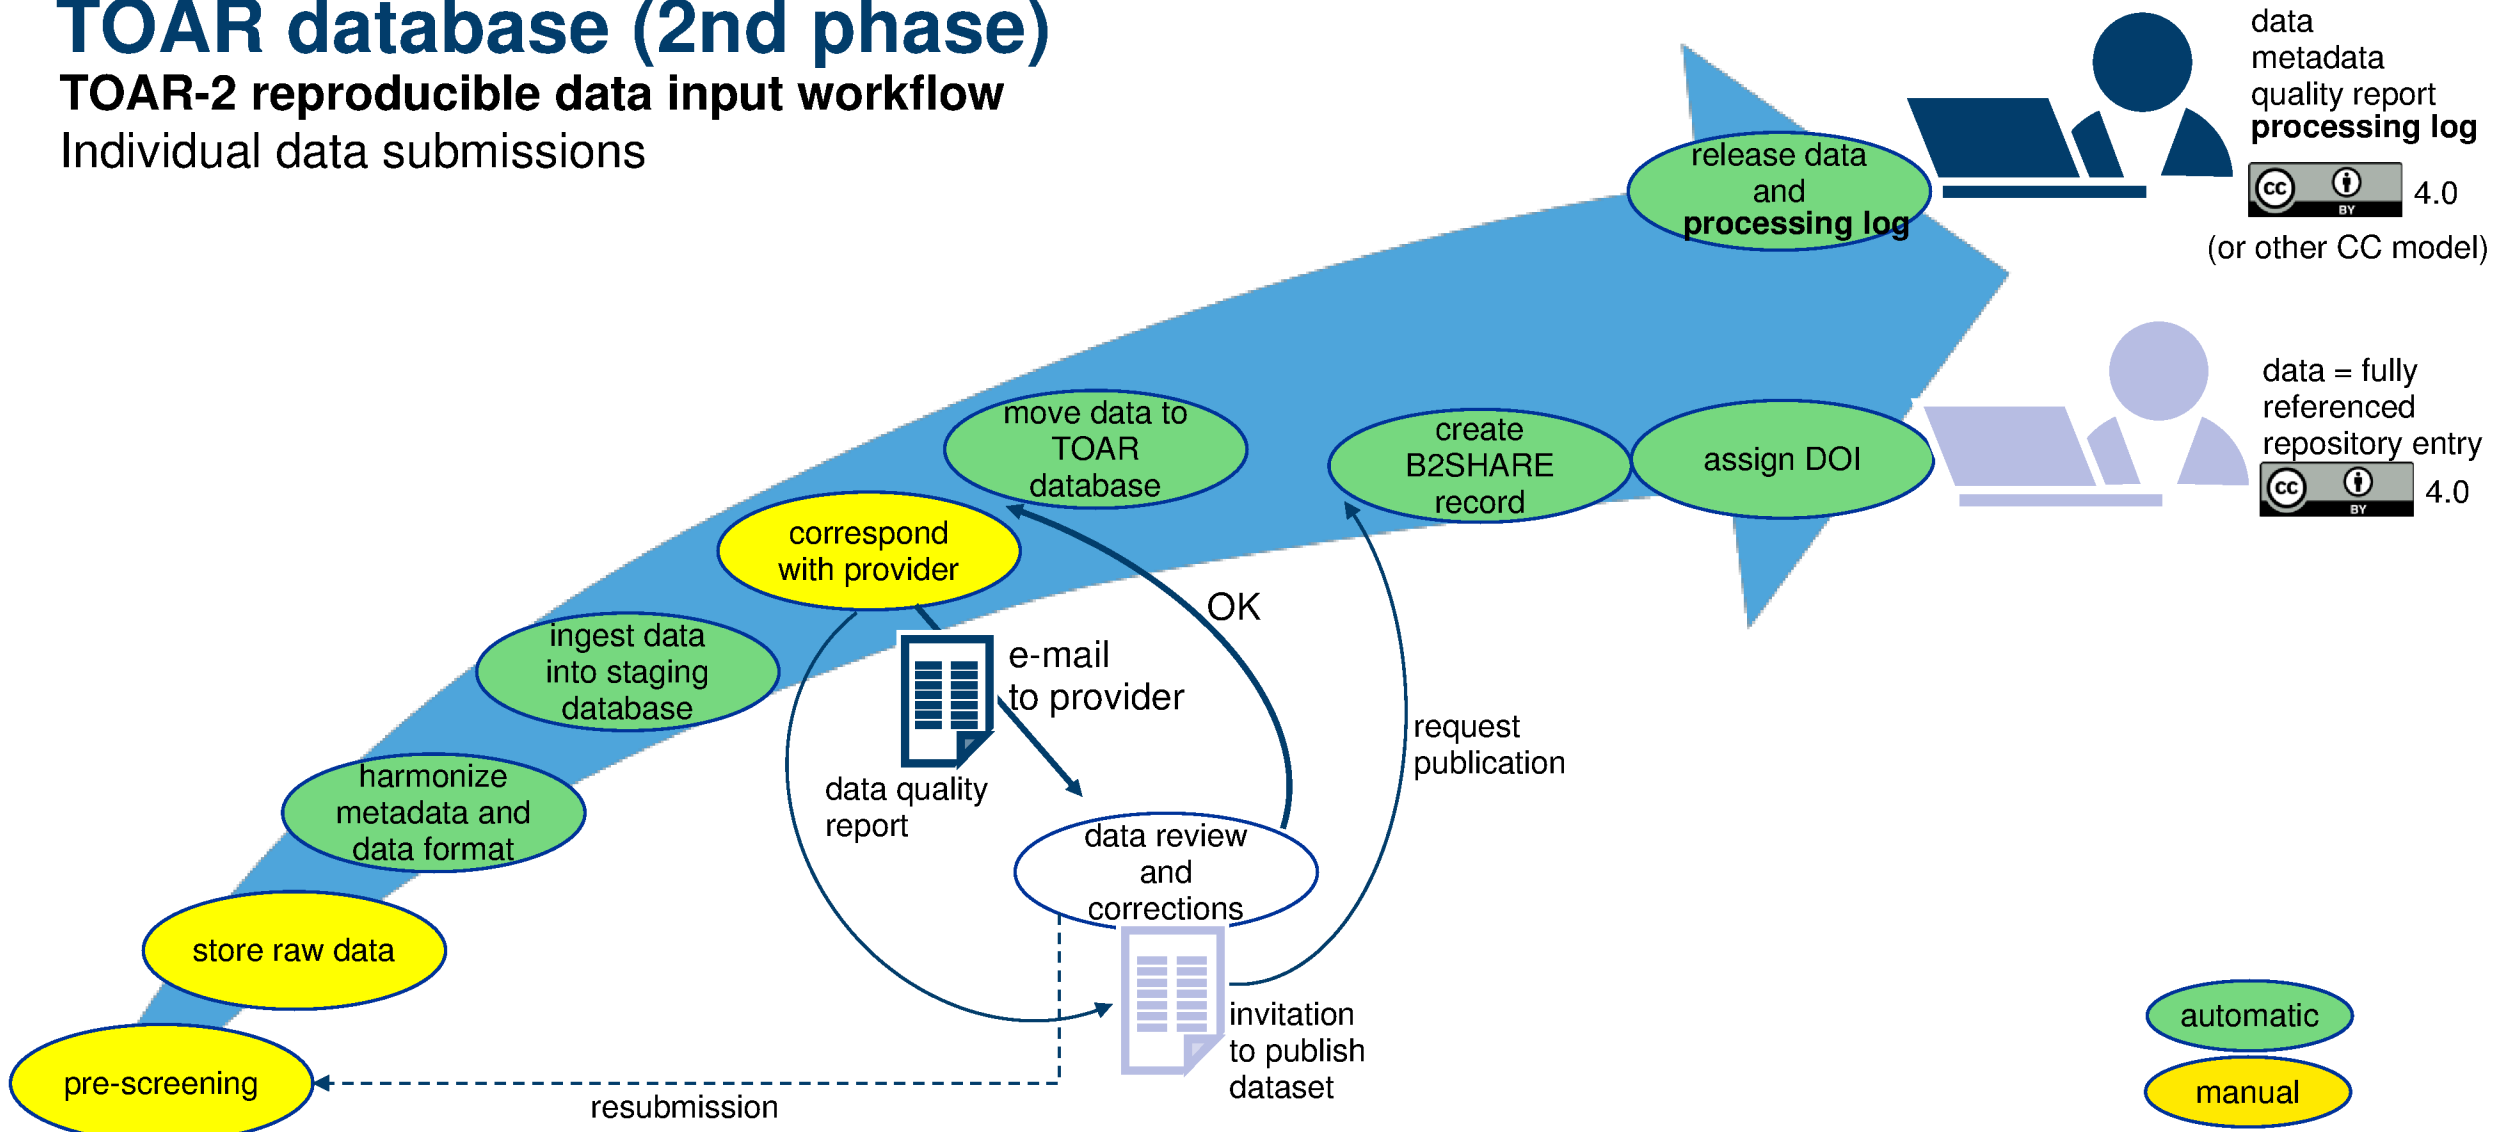 TOAR database (2nd phase)
TOAR-2 reproducible data input workflow
Individual data submissions
data
metadata
quality report
processing log
cc
BY
4.0
(or other CC model)
release data
and
processing log
data = fully
referenced
repository entry
cc
BY
4.0
move data to
TOAR
database
create
B2SHARE
record
assign DOI
correspond
with provider
OK
ingest data
into staging
database
e-mail
to provider
request
publication
data quality
report
harmonize
metadata and
data format
data review
and
corrections
store raw data
invitation
to publish
dataset
pre-screening
resubmission
automatic
manual